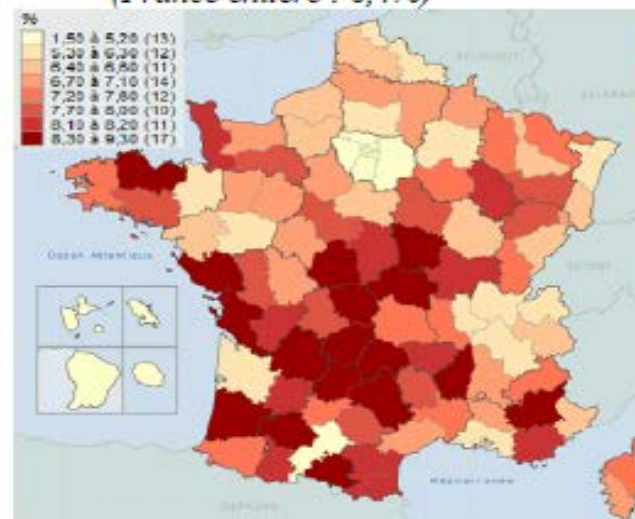 (France entière :
%
1,50 à 5,20 (13)
5,30 à 6,30 (12)
6,40 à 6,60 (11)
6,70 à 7,10 (14)
7,20 à 7,60 (12)
7,70 à 8,00 (10)
8,10 à 8,20 (11)
8,30 à 9,30 (17)
Océan Atlantique
Méditerranée